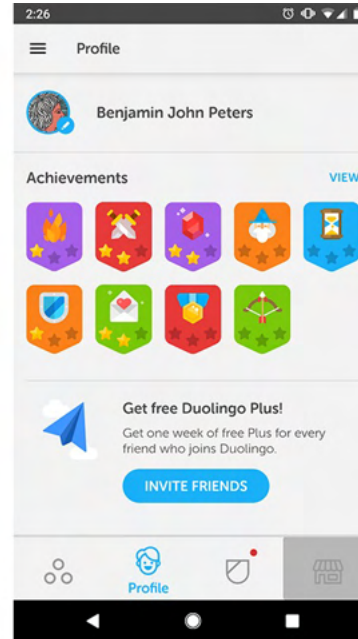 2:26
Profile
Benjamin John Peters
Achievements
VIEW
Get free Duolingo Plus!
Get one week of free Plus for every
friend who joins Duolingo.
INVITE FRIENDS
Profile